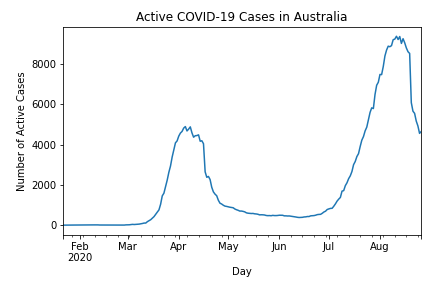 Active COVID-19 Cases in Australia
Number of Active Cases
8000
6000
4000
2000
0
Feb
2020
Mar
Apr
May
Jun
Jul
Aug
Day